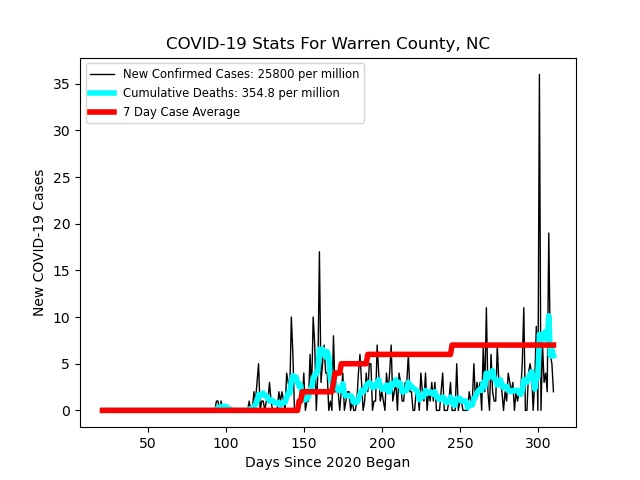 COVID-19 Stats For Warren County, NC
New Confirmed Cases: 25800 per million
Cumulative Deaths: 354.8 per million
7 Day Case Average
35
30
25
20
15
10
5
0
New COVID-19 Cases
50 100 150 200 250 300
Days Since 2020 Began